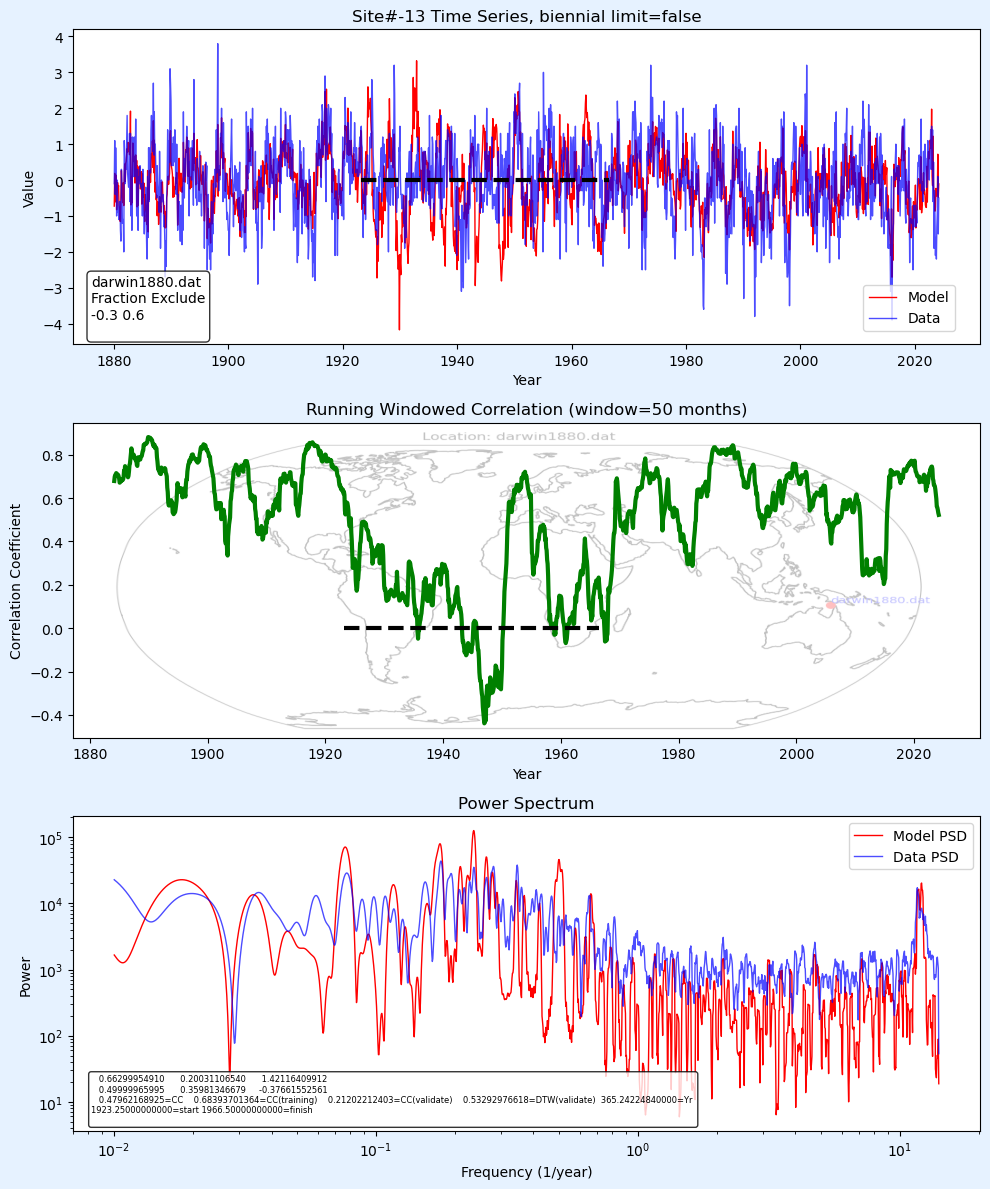 Site#-13 Time Series, biennial limit=false
4
3
2
1
0
−1
−2
−3
−4
Value
darwin1880.dat
Fraction Exclude
-0.3 0.6
Model
Data
1880 1900 1920 1940 1960 1980 2000 2020
Year
Running Windowed Correlation (window=50 months)
Location: darwin1880.dat
0.8
0.6
0.4
0.2
0.0
−0.2
−0.4
Correlation Coefficient
darwin1880.dat
1880 1900 1920 1940 1960 1980 2000 2020
Year
Power Spectrum
Model PSD
Data PSD
10⁵
10⁴
10³
10²
10¹
Power
0.66299954910 0.20031106540 1.42116409912
0.49999965995 0.35981346679 -0.37661552561
0.47962168925=CC 0.68393701364=CC(training) 0.21202212403=CC(validate) 0.53292976618=DTW(validate) 365.24224840000=Yr
1923.25000000000=start 1966.50000000000=finish
10⁻² 10⁻¹ 10⁰ 10¹
Frequency (1/year)